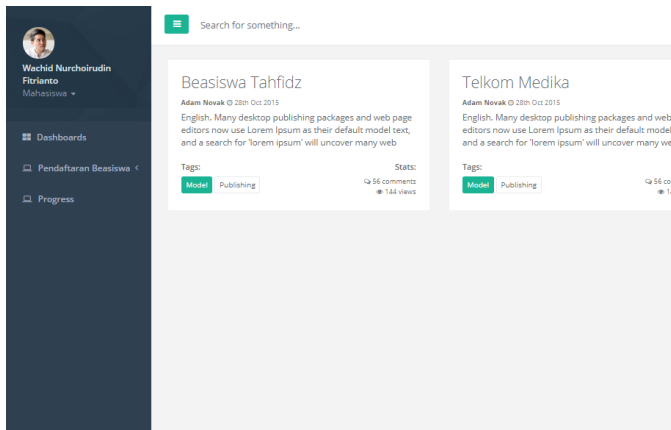 Wachid Nurchoirudin
Fitrianto
Mahasiswa
Dashboards
Pendaftaran Beasiswa
Progress
Search for something...
Beasiswa Tahfidz
Adam Novak 28th Oct 2015
English. Many desktop publishing packages and web page
editors now use Lorem Ipsum as their default model text,
and a search for 'lorem ipsum' will uncover many web
Tags:
Stats:
Model Publishing
56 comments
144 views
Telkom Medika
Adam Novak 28th Oct 2015
English. Many desktop publishing packages and web
editors now use Lorem Ipsum as their default model
and a search for 'lorem ipsum' will uncover many we
Tags:
Model Publishing
56 co
1